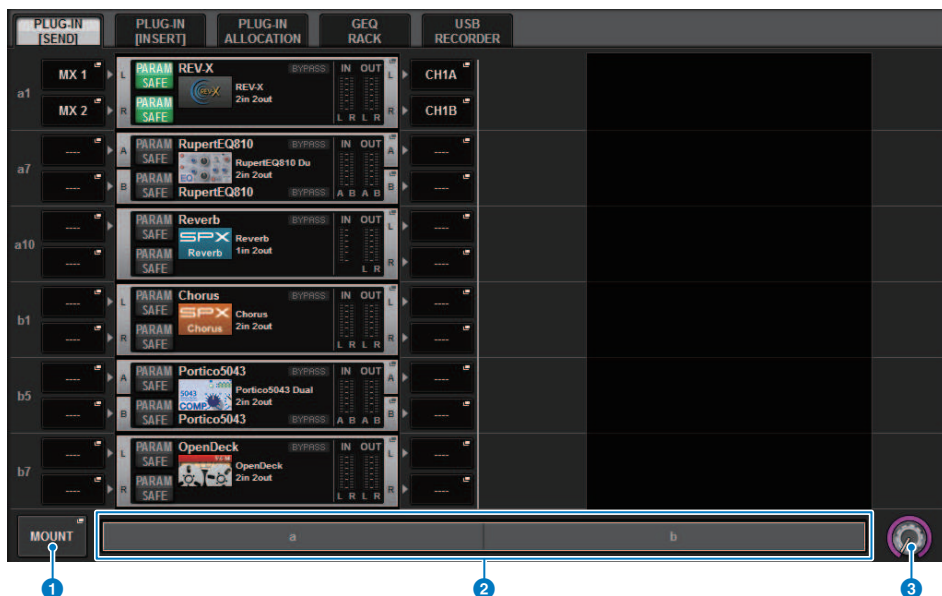 PLUG-IN [SEND]
PLUG-IN [INSERT]
PLUG-IN ALLOCATION
GEQ RACK
USB RECORDER
a1
MX 1
MX 2
L
R
PARAM SAFE
PARAM SAFE
REV-X
BYPASS
REV-X
REV-X
2in 2out
IN OUT
L R L R
L
R
CH1A
CH1B
a7
----
----
A
B
PARAM SAFE
PARAM SAFE
RupertEQ810
EQ
RupertEQ810 Du
2in 2out
RupertEQ810
BYPASS
IN OUT
A B A B
A
B
----
----
a10
----
----
PARAM SAFE
PARAM SAFE
Reverb
BYPASS
SPX
Reverb
Reverb
1in 2out
IN OUT
L R
L
R
----
----
b1
----
----
L
R
PARAM SAFE
PARAM SAFE
Chorus
BYPASS
SPX
Chorus
Chorus
2in 2out
IN OUT
L R L R
L
R
----
----
b5
----
----
A
B
PARAM SAFE
PARAM SAFE
Portico5043
5043
COMP
Portico5043 Dual
2in 2out
Portico5043
BYPASS
IN OUT
A B A B
A
B
----
----
b7
----
----
L
R
PARAM SAFE
PARAM SAFE
OpenDeck
BYPASS
OpenDeck
2in 2out
IN OUT
L R L R
L
R
----
----
MOUNT
a
b
1
2
3